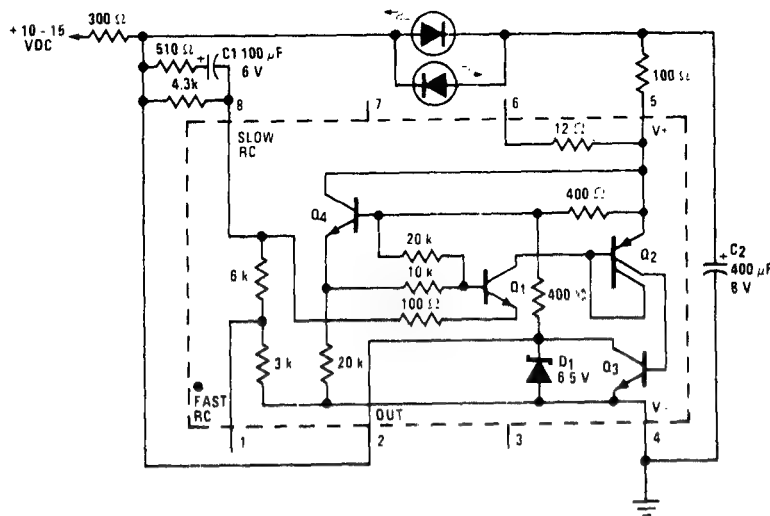 300 Ω
+ 10 - 15
VDC
510 Ω
+
C1 100 µF
6 V
4.3k
8
7
6
100 Ω
5
SLOW
RC
12 Ω
V+
Q4
400 Ω
20 k
Q2
6 k
10 k
Q1
400
100 Ω
+
C2
400 µF
6 V
3 k
20 k
D1
6 5 V
Q3
FAST
RC
OUT
V-
1
2
3
4